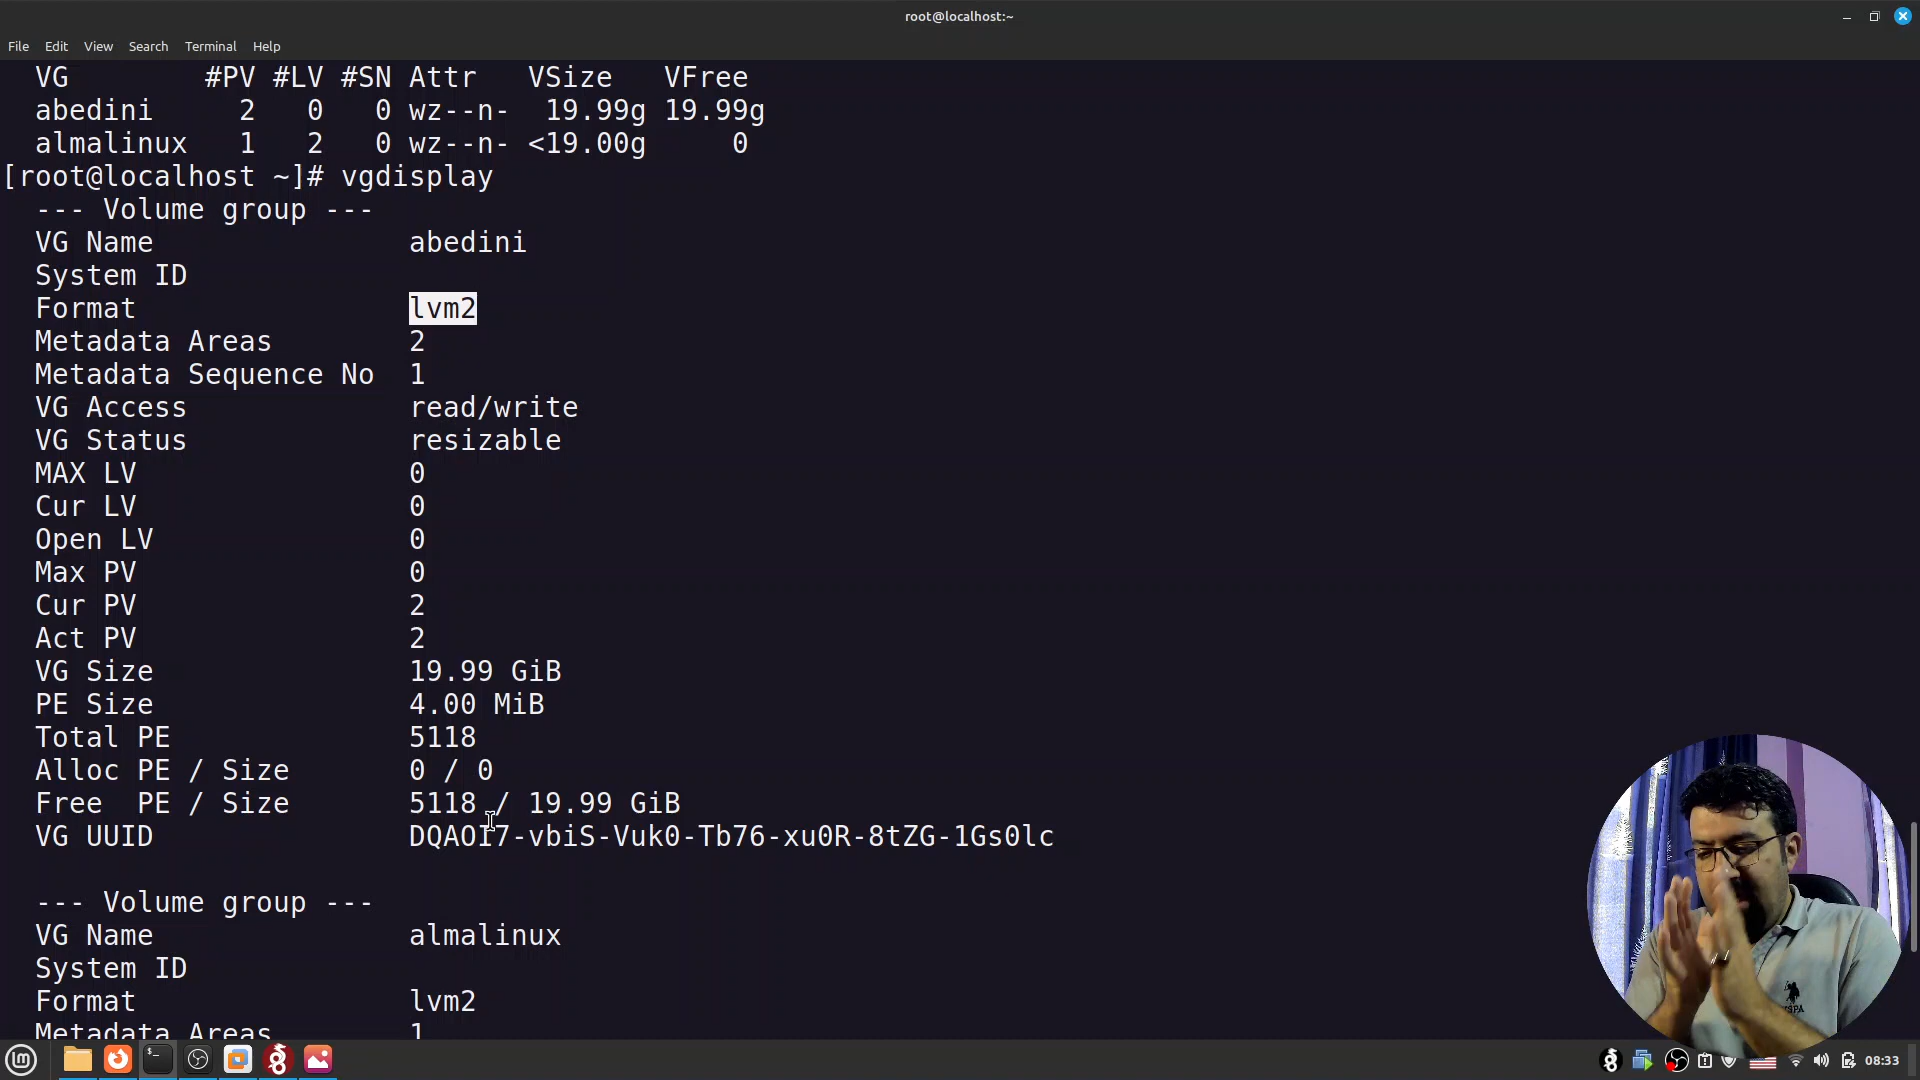 root@localhost:~
File Edit View Search Terminal Help
VG #PV #LV #SN Attr VSize VFree
abedini 2 0 0 wz--n- 19.99g 19.99g
almalinux 1 2 0 wz--n- <19.00g 0
[root@localhost ~]# vgdisplay
--- Volume group ---
VG Name abedini
System ID
Format lvm2
Metadata Areas 2
Metadata Sequence No 1
VG Access read/write
VG Status resizable
MAX LV 0
Cur LV 0
Open LV 0
Max PV 0
Cur PV 2
Act PV 2
VG Size 19.99 GiB
PE Size 4.00 MiB
Total PE 5118
Alloc PE / Size 0 / 0
Free PE / Size 5118 / 19.99 GiB
VG UUID DQAOI7-vbiS-Vuk0-Tb76-xu0R-8tZG-1Gs0lc
--- Volume group ---
VG Name almalinux
System ID
Format lvm2
Metadata Areas 1
08:33